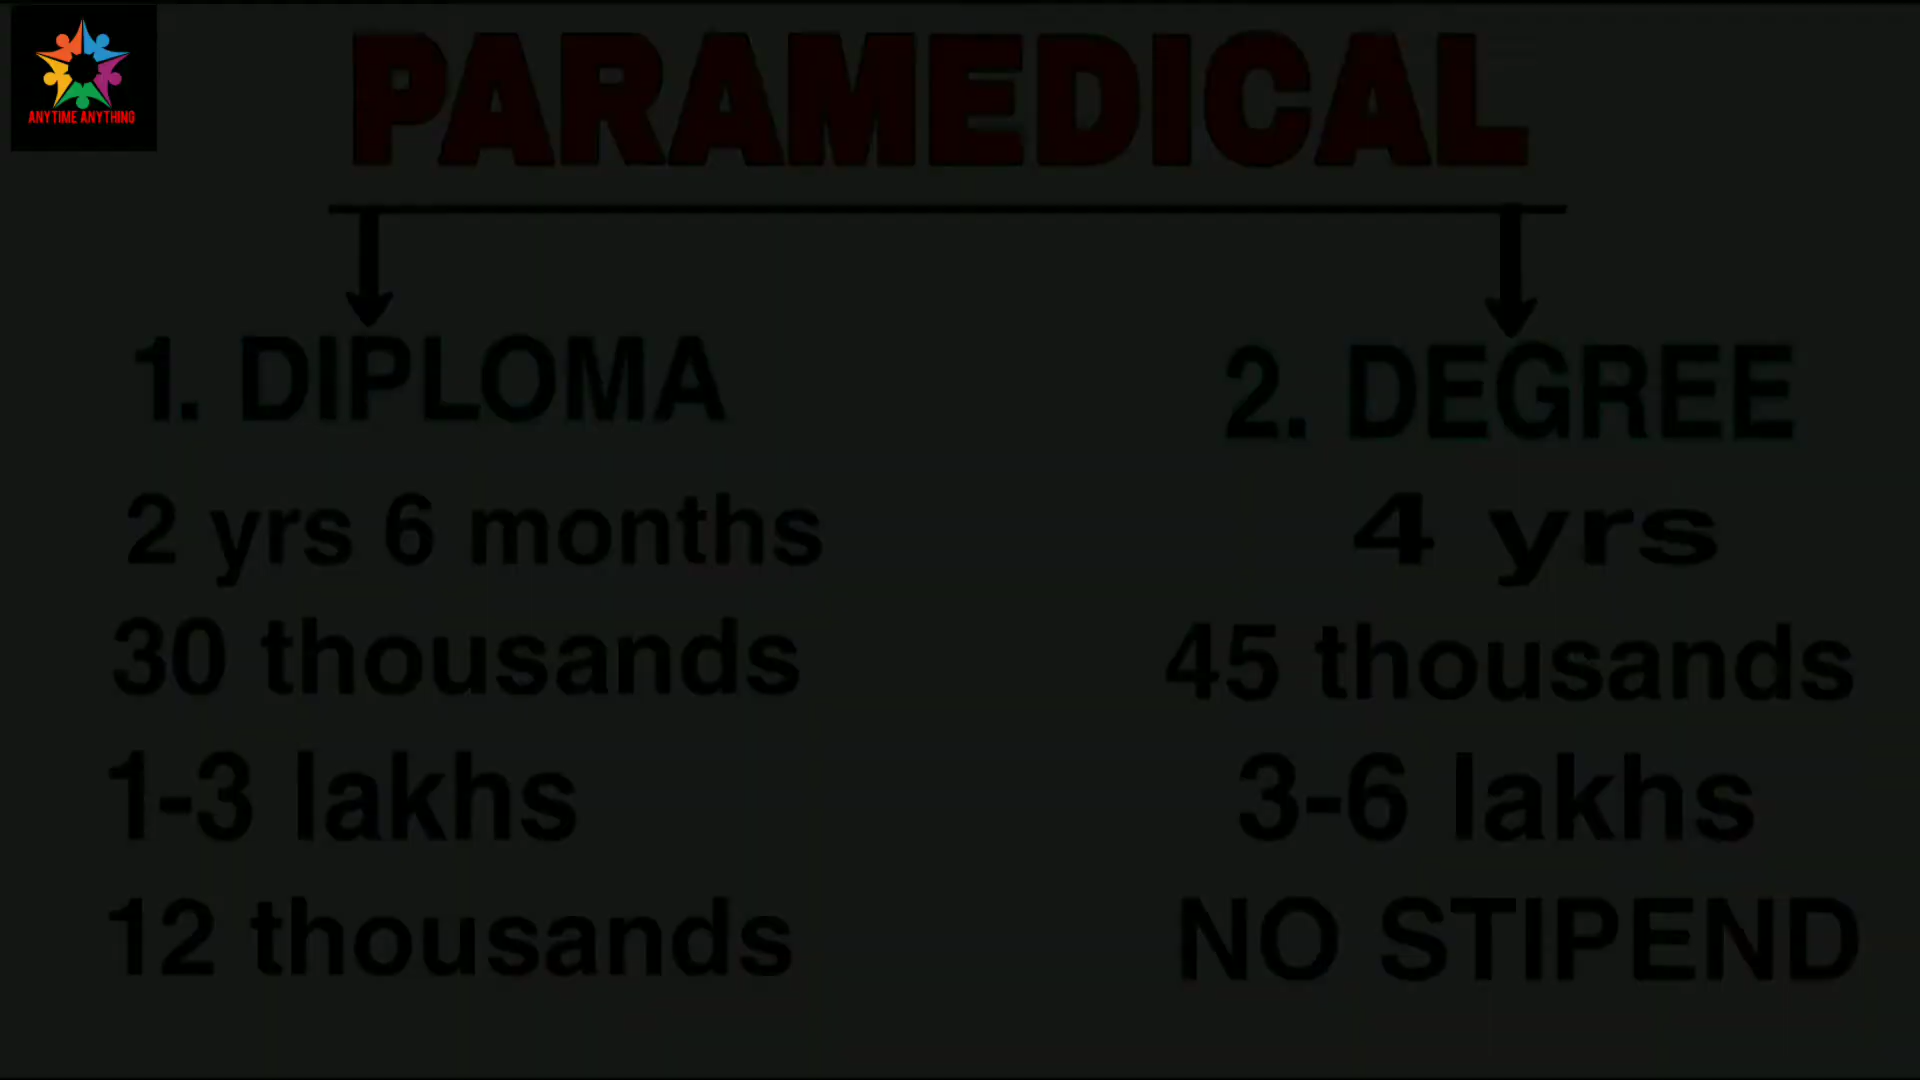 ANYTIME ANYTHING
PARAMEDICAL
1. DIPLOMA
2 yrs 6 months
30 thousands
1-3 lakhs
12 thousands
2. DEGREE
4 yrs
45 thousands
3-6 lakhs
NO STIPEND